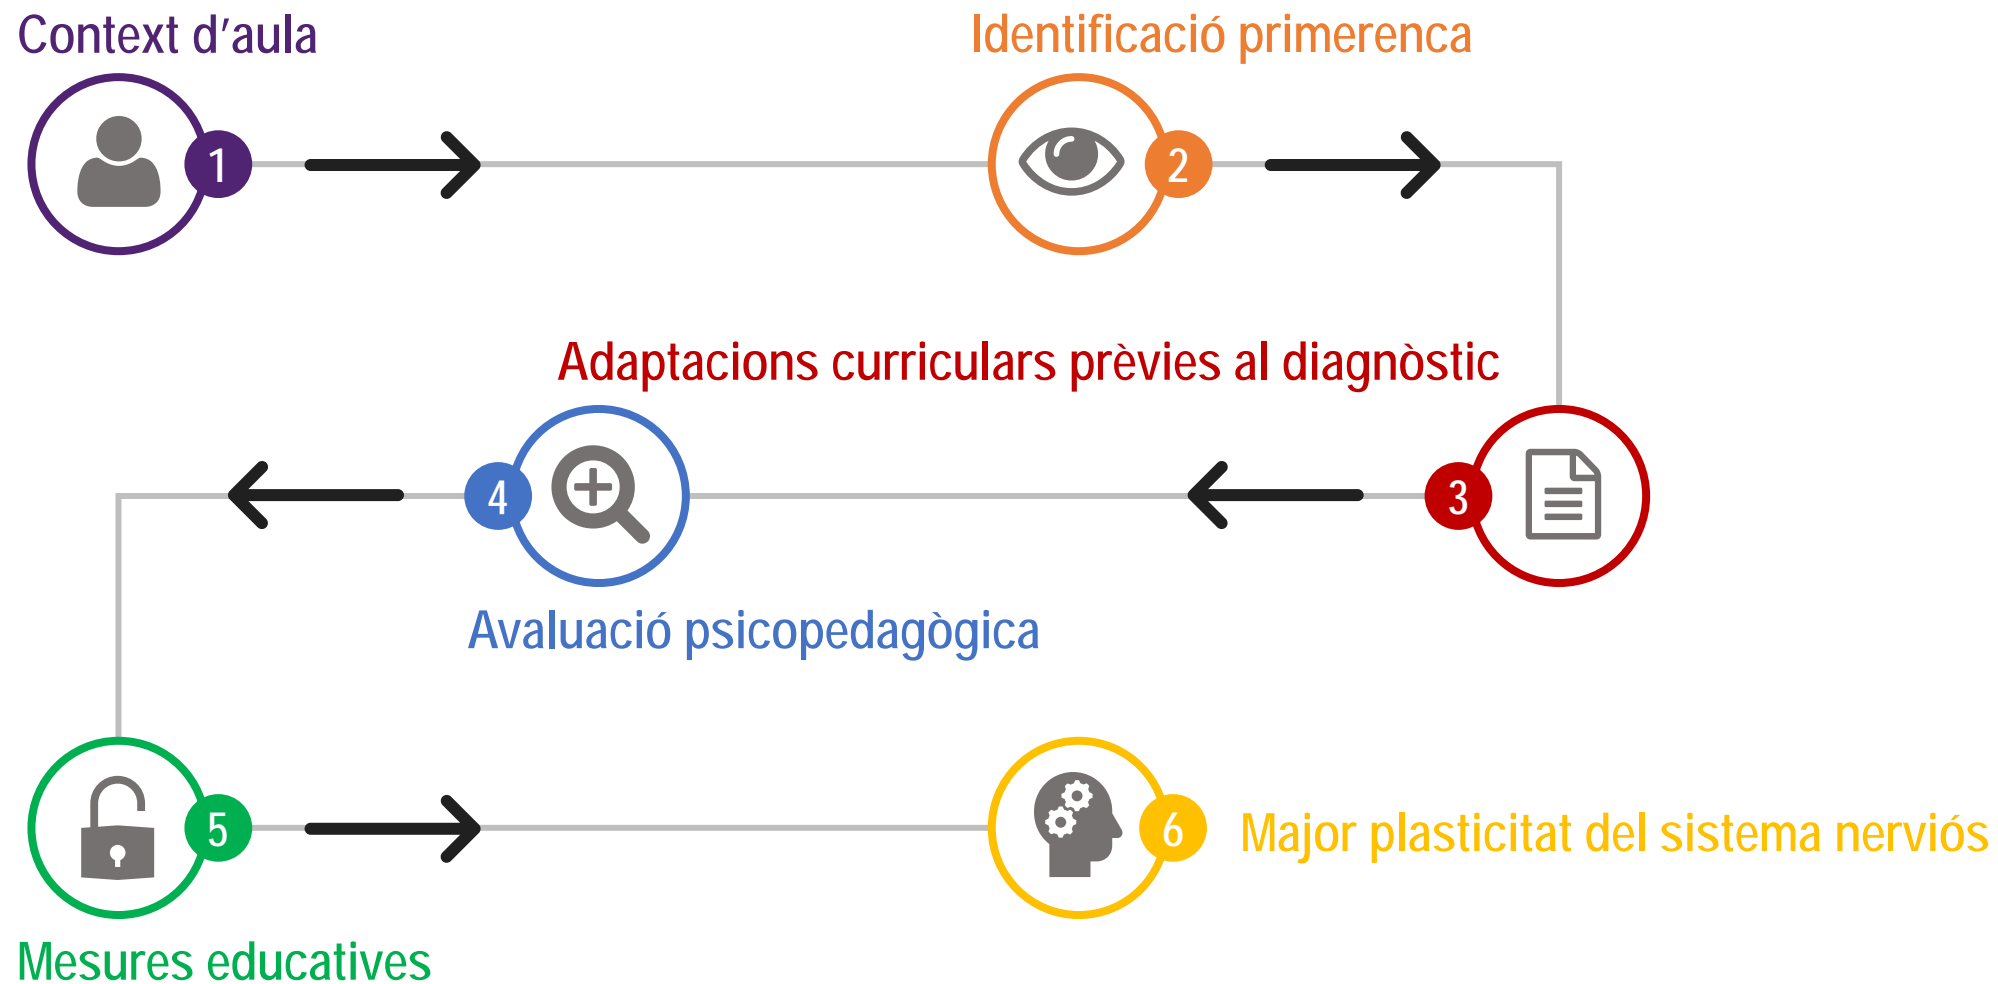 Context d’aula
1
Identificació primerenca
2
Adaptacions curriculars prèvies al diagnòstic
3
4
Avaluació psicopedagògica
5
Mesures educatives
6
Major plasticitat del sistema nerviós